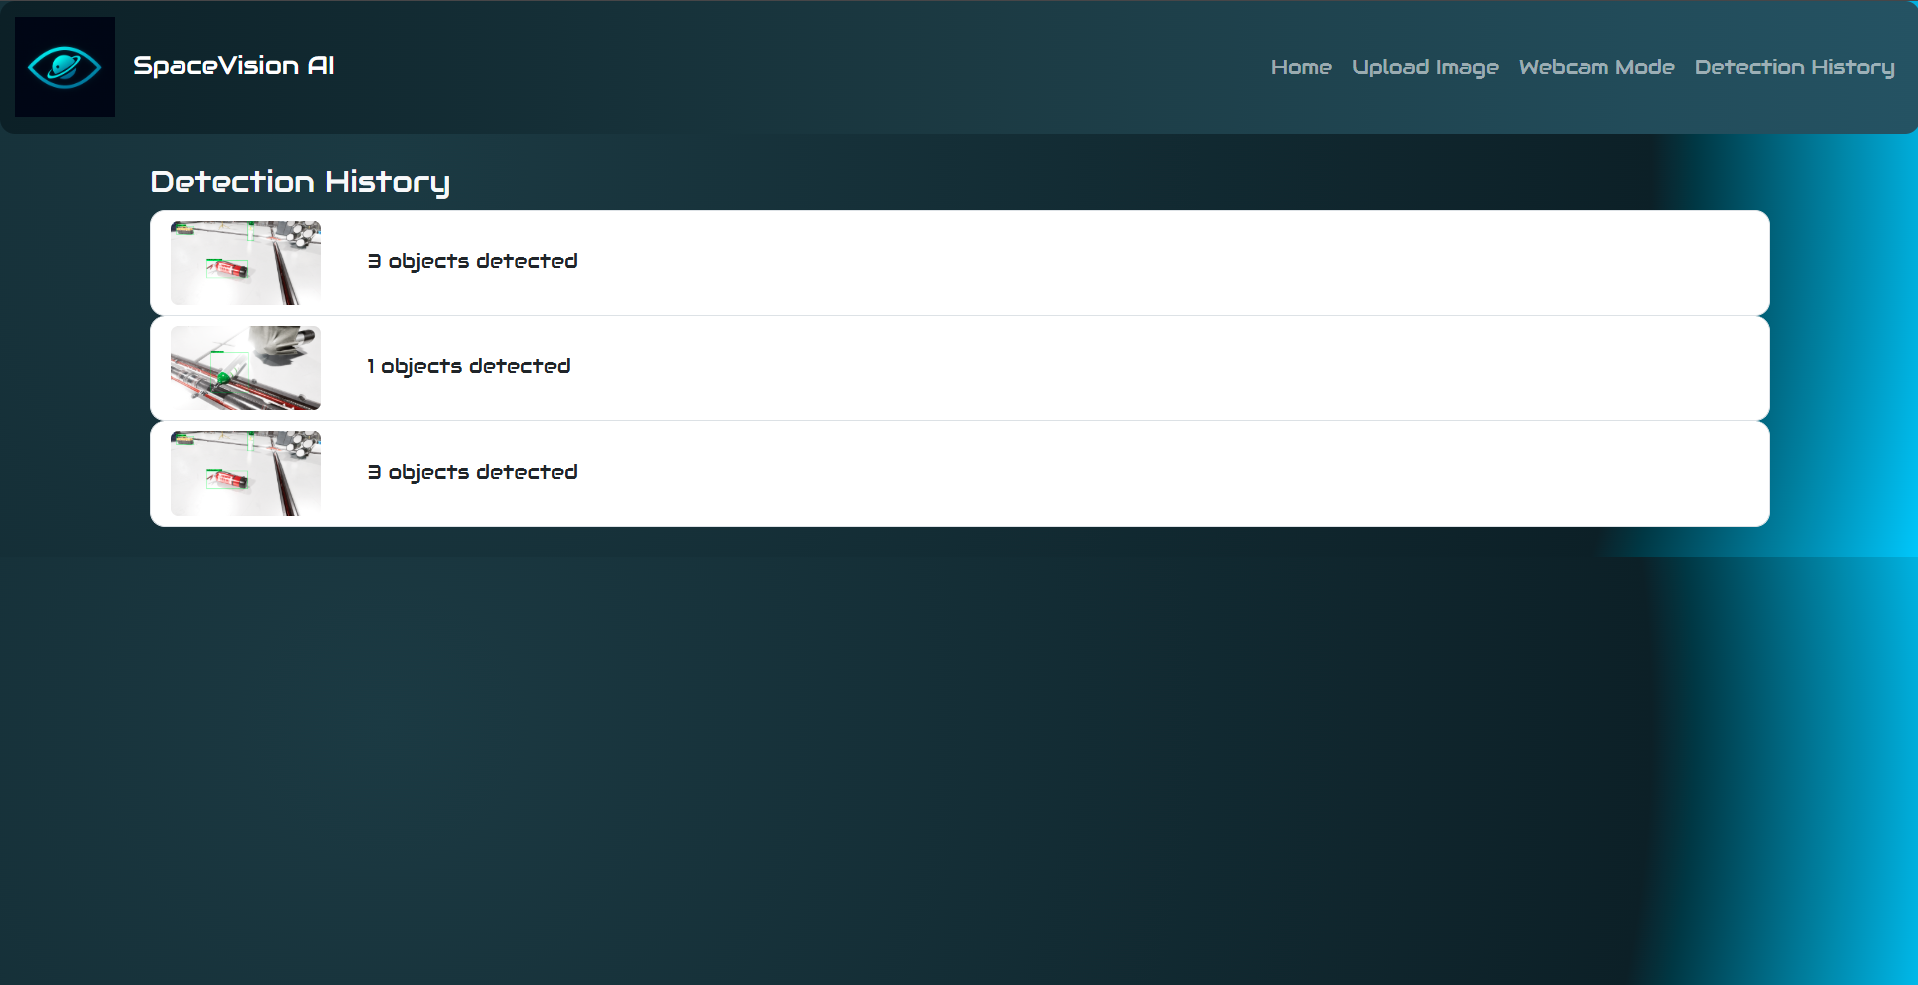 SpaceVision AI
Home Upload Image Webcam Mode Detection History
Detection History
3 objects detected
1 objects detected
3 objects detected